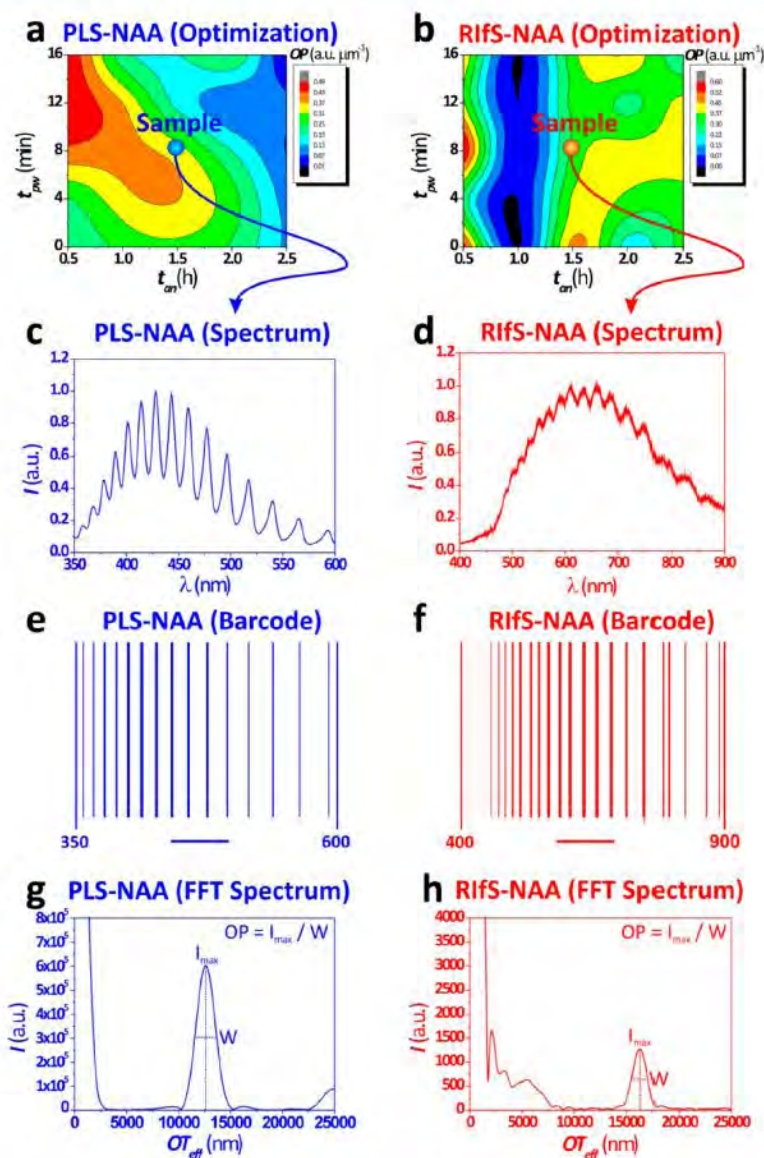 a PLS-NAA (Optimization)
OP (a.u. μm⁻¹)
16
12
8
4
0
t_pw (min)
Sample
0.5 1.0 1.5 2.0 2.5
t_an (h)
b RIfS-NAA (Optimization)
OP (a.u. μm⁻¹)
16
12
8
4
0
t_pw (min)
Sample
0.5 1.0 1.5 2.0 2.5
t_an (h)
c PLS-NAA (Spectrum)
1.2
1.0
0.8
0.6
0.4
0.2
0.0
I (a.u.)
350 400 450 500 550 600
λ (nm)
d RIfS-NAA (Spectrum)
1.2
1.0
0.8
0.6
0.4
0.2
0.0
I (a.u.)
400 500 600 700 800 900
λ (nm)
e PLS-NAA (Barcode)
350 600
f RIfS-NAA (Barcode)
400 900
g PLS-NAA (FFT Spectrum)
8x10⁵
7x10⁵
6x10⁵
5x10⁵
4x10⁵
3x10⁵
2x10⁵
1x10⁵
0
I (a.u.)
OP = I_max / W
I_max
W
0 5000 10000 15000 20000 25000
OT_eff (nm)
h RIfS-NAA (FFT Spectrum)
4000
3500
3000
2500
2000
1500
1000
500
0
I (a.u.)
OP = I_max / W
I_max
W
0 5000 10000 15000 20000 25000
OT_eff (nm)